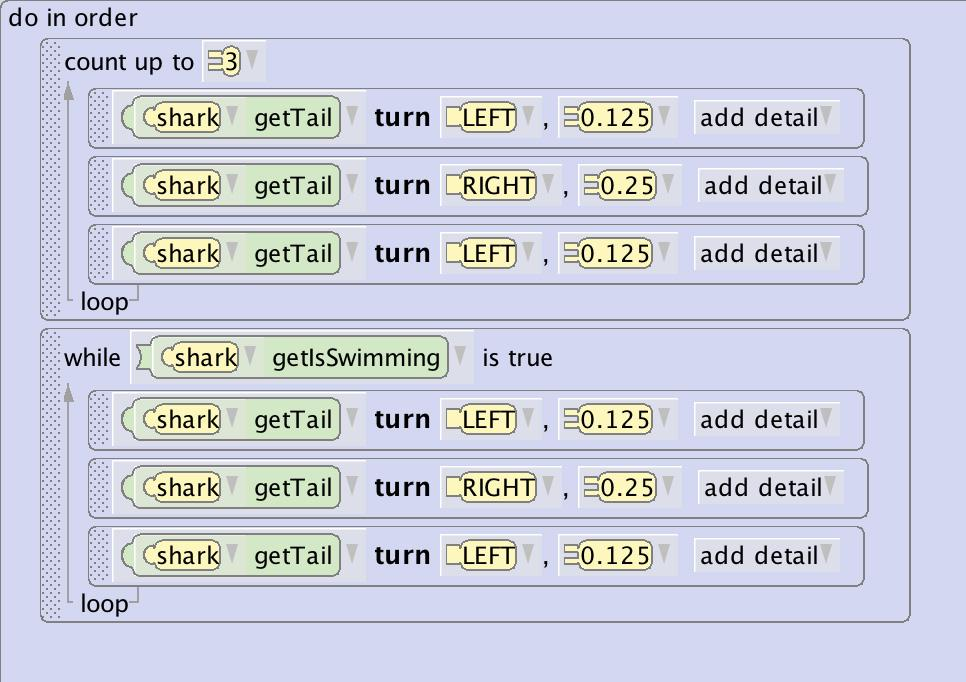 do in order
count up to 3
shark getTail turn LEFT , 0.125 add detail
shark getTail turn RIGHT , 0.25 add detail
shark getTail turn LEFT , 0.125 add detail
loop
while shark getIsSwimming is true
shark getTail turn LEFT , 0.125 add detail
shark getTail turn RIGHT , 0.25 add detail
shark getTail turn LEFT , 0.125 add detail
loop